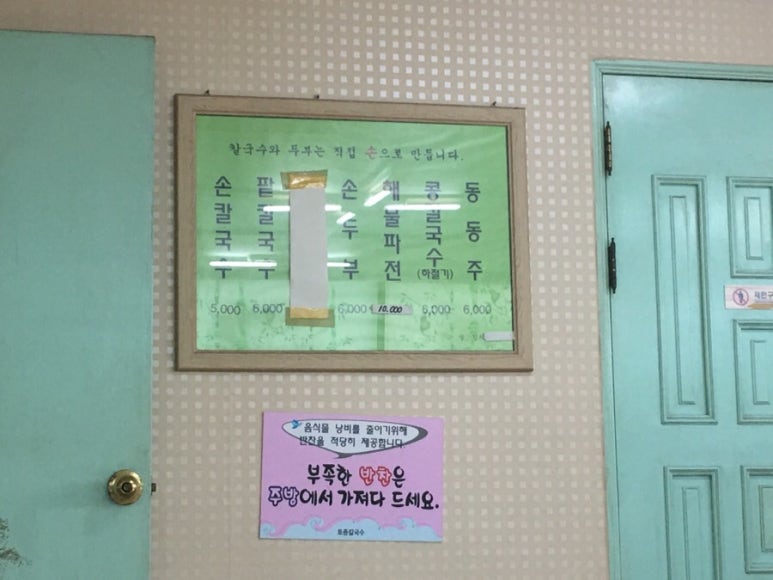 칼국수와 두부는 직접 손으로 만듭니다.
손칼국수
팥칼국수
손두부
해물파전
콩국수
(하절기)
동동주
5,000
6,000
6,000
10,000
6,000
6,000
음식물 낭비를 줄이기위해
반찬을 적당히 제공합니다.
부족한 반찬은
주방에서 가져다 드세요.